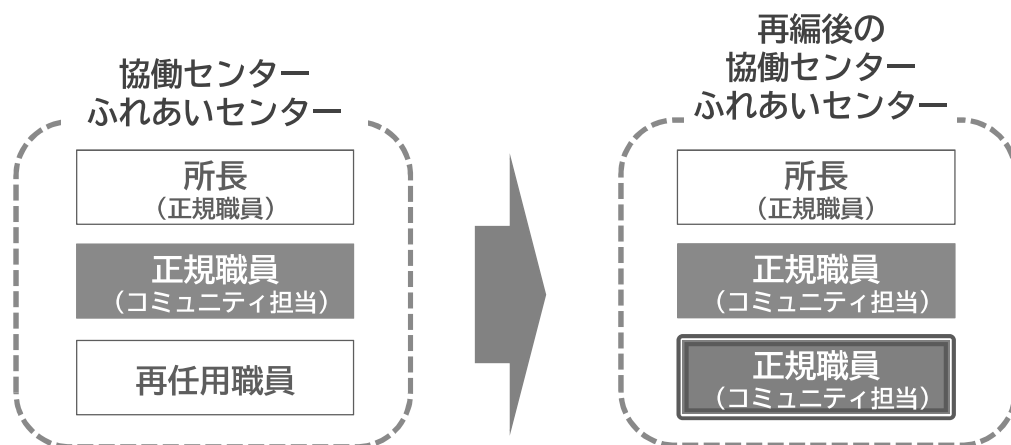 協働センター
ふれあいセンター
所長
（正規職員）
正規職員
（コミュニティ担当）
再任用職員
再編後の
協働センター
ふれあいセンター
所長
（正規職員）
正規職員
（コミュニティ担当）
正規職員
（コミュニティ担当）